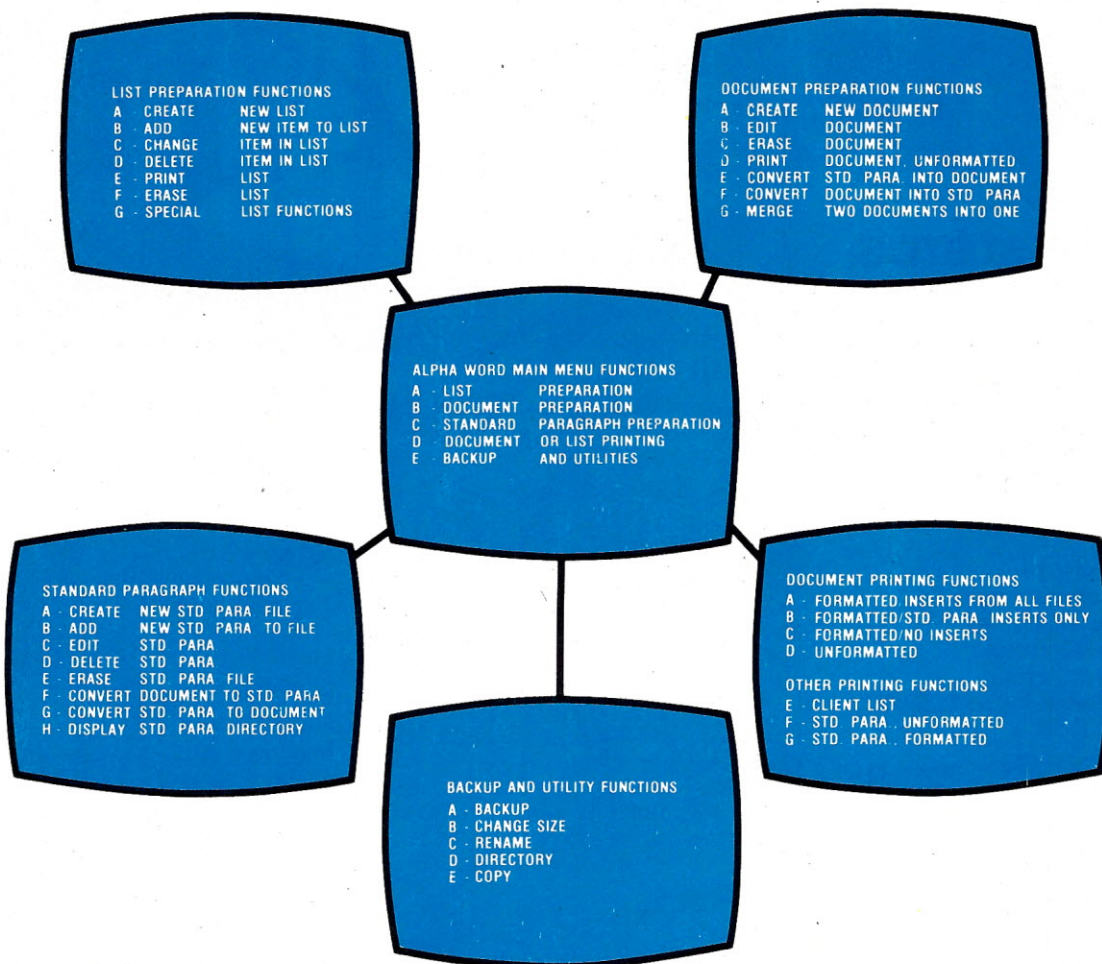 LIST PREPARATION FUNCTIONS
A - CREATE NEW LIST
B - ADD NEW ITEM TO LIST
C - CHANGE ITEM IN LIST
D - DELETE ITEM IN LIST
E - PRINT LIST
F - ERASE LIST
G - SPECIAL LIST FUNCTIONS
DOCUMENT PREPARATION FUNCTIONS
A - CREATE NEW DOCUMENT
B - EDIT DOCUMENT
C - ERASE DOCUMENT
D - PRINT DOCUMENT, UNFORMATTED
E - CONVERT STD. PARA. INTO DOCUMENT
F - CONVERT DOCUMENT INTO STD. PARA
G - MERGE TWO DOCUMENTS INTO ONE
ALPHA WORD MAIN MENU FUNCTIONS
A - LIST PREPARATION
B - DOCUMENT PREPARATION
C - STANDARD PARAGRAPH PREPARATION
D - DOCUMENT OR LIST PRINTING
E - BACKUP AND UTILITIES
STANDARD PARAGRAPH FUNCTIONS
A - CREATE NEW STD. PARA. FILE
B - ADD NEW STD. PARA. TO FILE
C - EDIT STD. PARA
D - DELETE STD. PARA
E - ERASE STD. PARA FILE
F - CONVERT DOCUMENT TO STD. PARA
G - CONVERT STD. PARA TO DOCUMENT
H - DISPLAY STD. PARA DIRECTORY
DOCUMENT PRINTING FUNCTIONS
A - FORMATTED/INSERTS FROM ALL FILES
B - FORMATTED/STD. PARA. INSERTS ONLY
C - FORMATTED/NO INSERTS
D - UNFORMATTED
OTHER PRINTING FUNCTIONS
E - CLIENT LIST
F - STD. PARA., UNFORMATTED
G - STD. PARA., FORMATTED
BACKUP AND UTILITY FUNCTIONS
A - BACKUP
B - CHANGE SIZE
C - RENAME
D - DIRECTORY
E - COPY